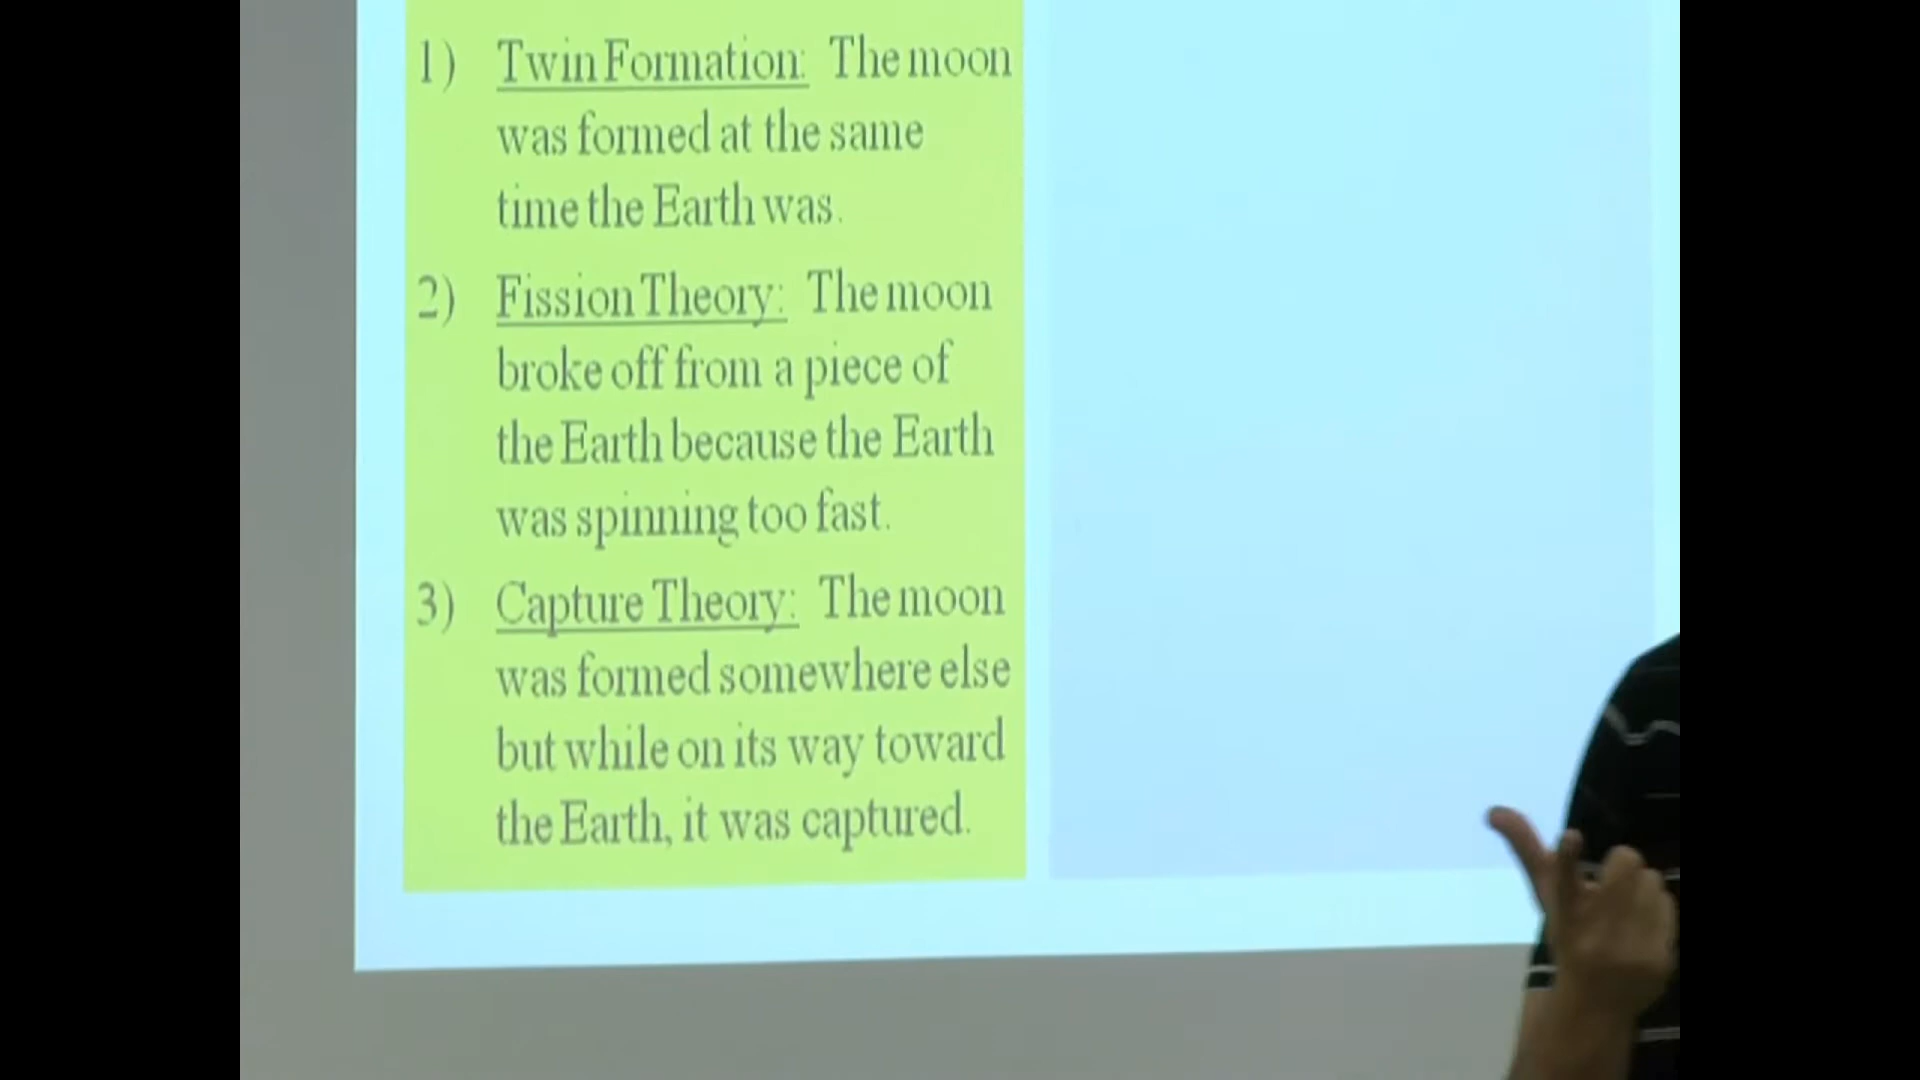 1) Twin Formation: The moon
was formed at the same
time the Earth was.
2) Fission Theory: The moon
broke off from a piece of
the Earth because the Earth
was spinning too fast.
3) Capture Theory: The moon
was formed somewhere else
but while on its way toward
the Earth, it was captured.